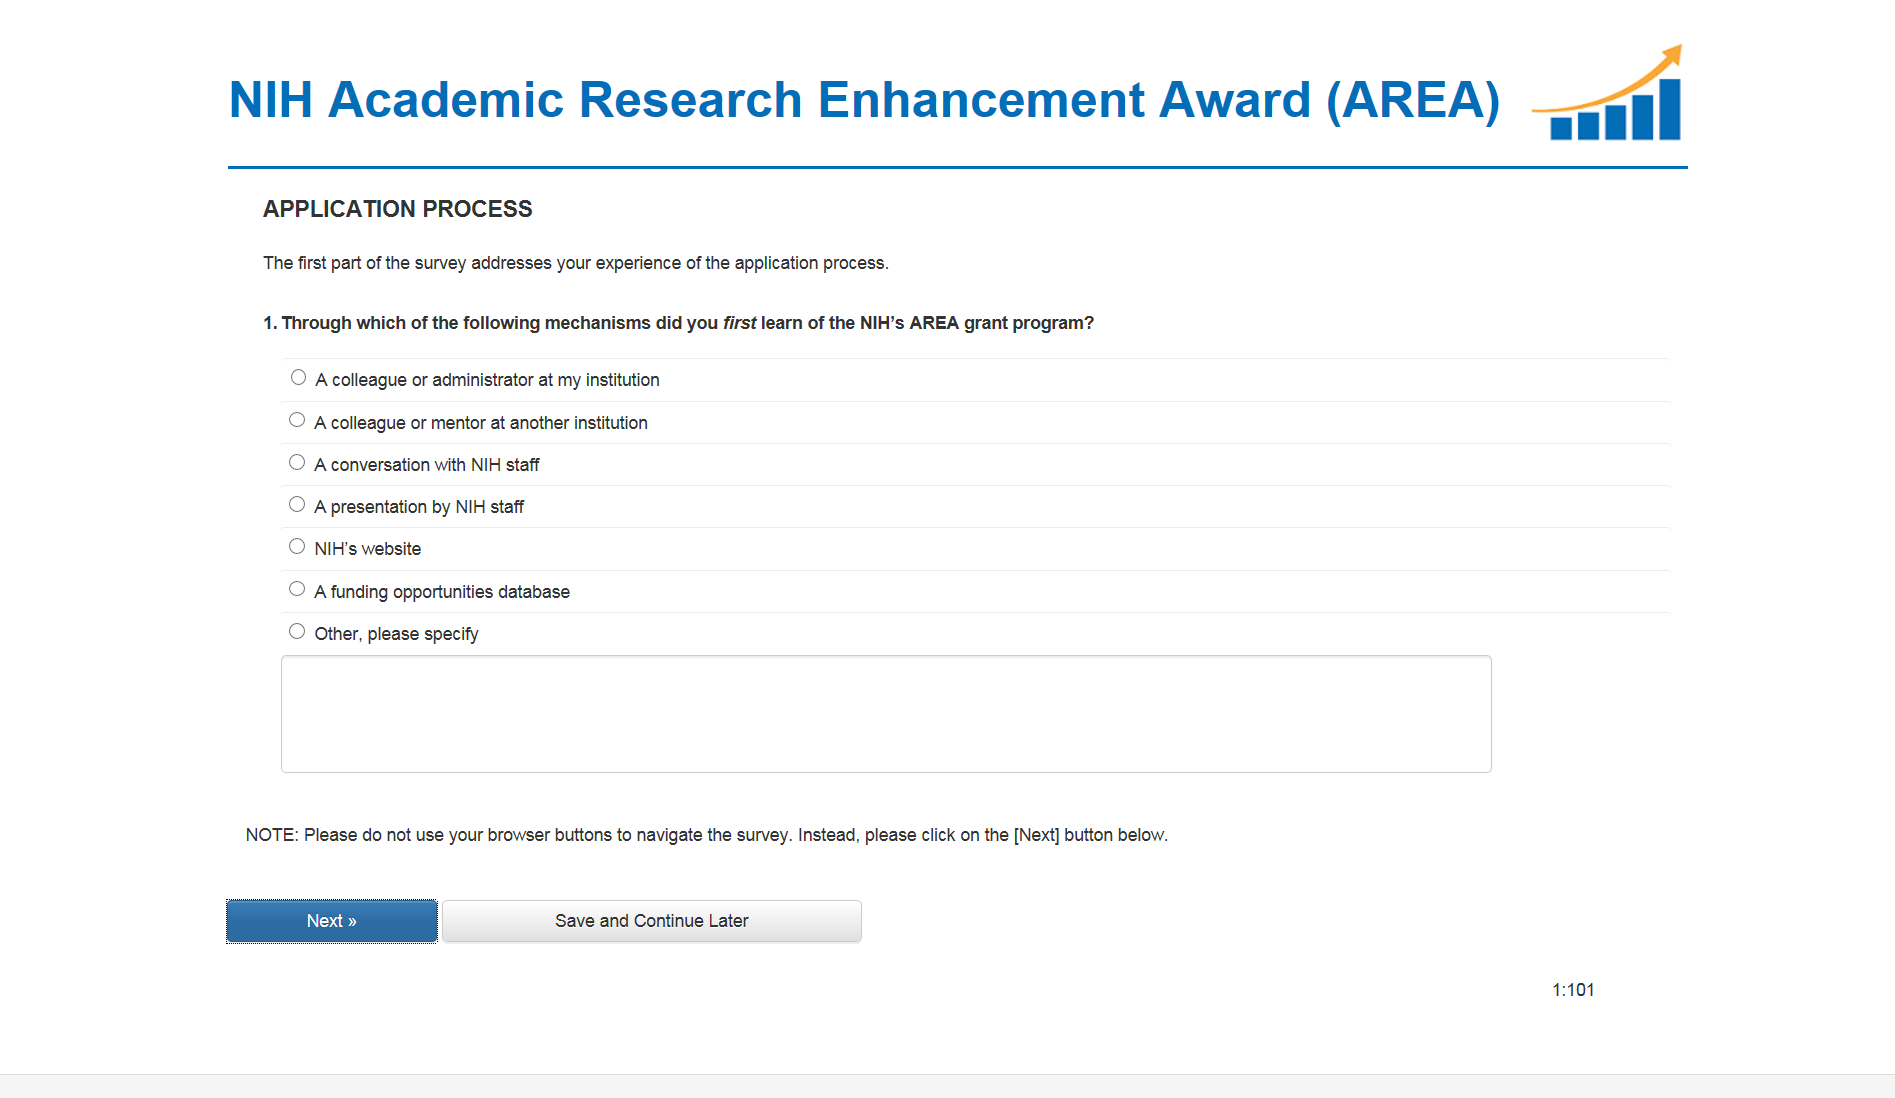 NIH Academic Research Enhancement Award (AREA)
APPLICATION PROCESS
The first part of the survey addresses your experience of the application process.
1. Through which of the following mechanisms did you first learn of the NIH’s AREA grant program?
A colleague or administrator at my institution
A colleague or mentor at another institution
A conversation with NIH staff
A presentation by NIH staff
NIH’s website
A funding opportunities database
Other, please specify
NOTE: Please do not use your browser buttons to navigate the survey. Instead, please click on the [Next] button below.
Next »
Save and Continue Later
1:101